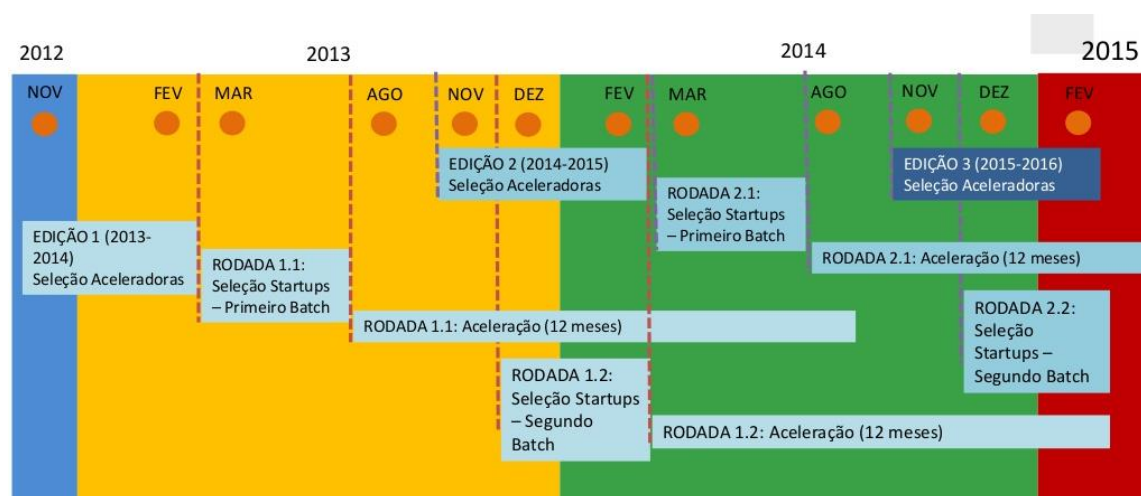 2012
2013
2014
2015
NOV
FEV
MAR
AGO
NOV
DEZ
FEV
MAR
AGO
NOV
DEZ
FEV
EDIÇÃO 1 (2013-
2014)
Seleção Aceleradoras
RODADA 1.1:
Seleção Startups
– Primeiro Batch
RODADA 1.1: Aceleração (12 meses)
EDIÇÃO 2 (2014-2015)
Seleção Aceleradoras
RODADA 1.2:
Seleção Startups
– Segundo
Batch
RODADA 1.2: Aceleração (12 meses)
RODADA 2.1:
Seleção Startups
– Primeiro Batch
RODADA 2.1: Aceleração (12 meses)
EDIÇÃO 3 (2015-2016)
Seleção Aceleradoras
RODADA 2.2:
Seleção
Startups –
Segundo Batch